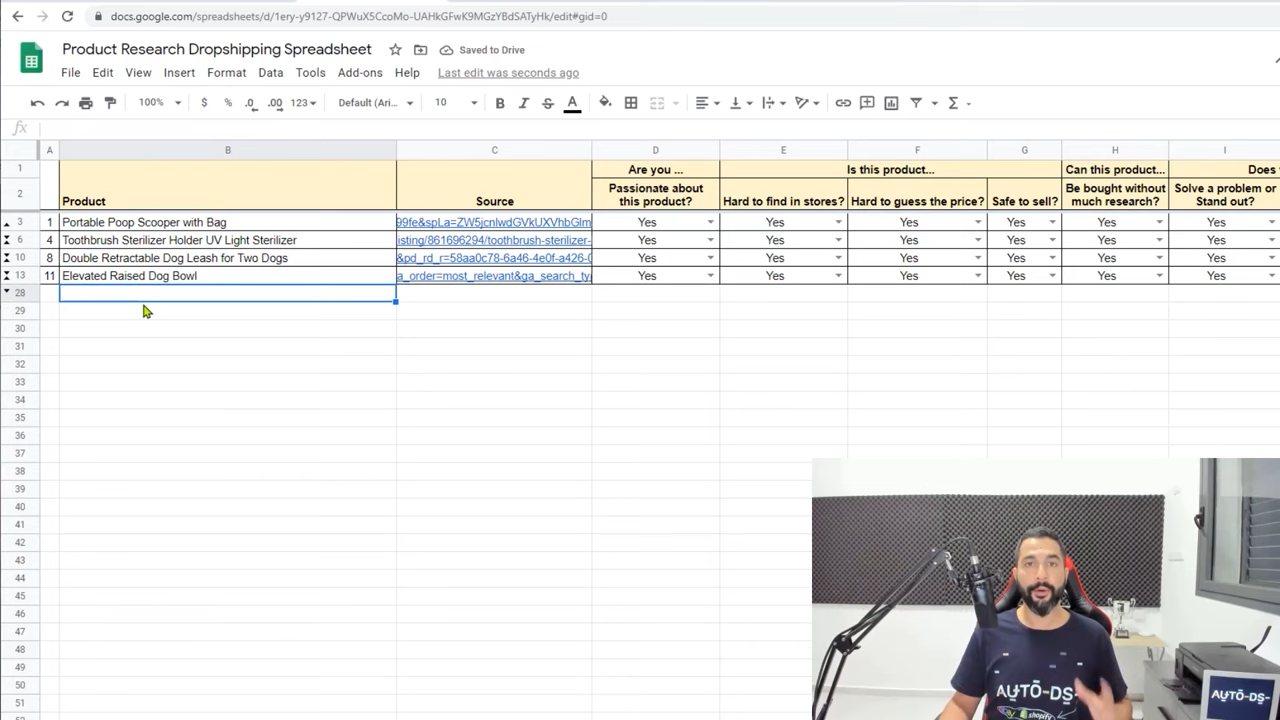 docs.google.com/spreadsheets/d/1ery-y9127-QPWuX5CcoMo-UAHkGFwK9MGzYBdSATyHk/edit#gid=0
Product Research Dropshipping Spreadsheet Saved to Drive
File Edit View Insert Format Data Tools Add-ons Help Last edit was seconds ago
100% $ % .0 .00 123 Default (Ari... 10 B I S A Σ
fx
A B C D E F G H I
1 Are you ... Is this product... Can this product... Does
2 Product Source Passionate about this product? Hard to find in stores? Hard to guess the price? Safe to sell? Be bought without much research? Solve a problem or Stand out?
3 1 Portable Poop Scooper with Bag 99fe&spLa=ZW5jcnlwdGVkUXVhbGlm Yes Yes Yes Yes Yes Yes
6 4 Toothbrush Sterilizer Holder UV Light Sterilizer isting/861696294/toothbrush-sterilizer- Yes Yes Yes Yes Yes Yes
10 8 Double Retractable Dog Leash for Two Dogs &pd_rd_r=58aa0c78-6a46-4e0f-a426-0 Yes Yes Yes Yes Yes Yes
13 11 Elevated Raised Dog Bowl a_order=most_relevant&ga_search_ty Yes Yes Yes Yes Yes Yes
28
29
30
31
32
33
34
35
36
37
38
39
40
41
42
43
44
45
46
47
48
49
50
51
AUTO-DS-
shopify
AUTO-DS-